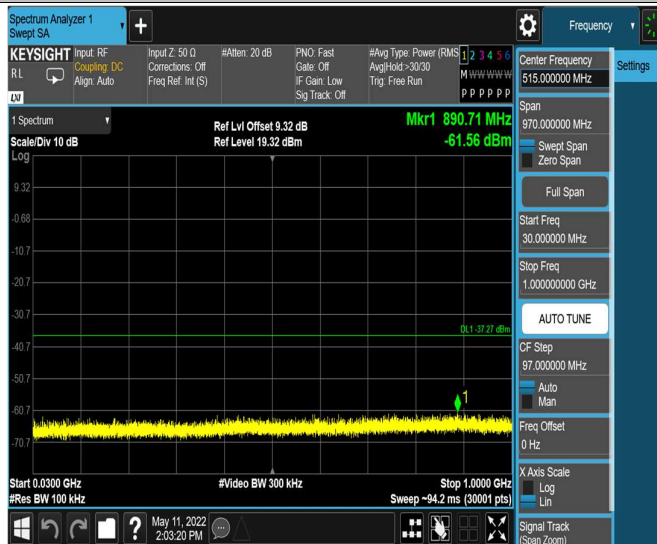 Spectrum Analyzer 1
Swept SA
+
Frequency
KEYSIGHT
RL
LXI
Input: RF
Coupling: DC
Align: Auto
Input Z: 50 Ω
Corrections: Off
Freq Ref: Int (S)
#Atten: 20 dB
PNO: Fast
Gate: Off
IF Gain: Low
Sig Track: Off
#Avg Type: Power (RMS
Avg|Hold:>30/30
Trig: Free Run
1 2 3 4 5 6
M W W W W W
P P P P P P
1 Spectrum
Scale/Div 10 dB
Log
Ref Lvl Offset 9.32 dB
Ref Level 19.32 dBm
Mkr1 890.71 MHz
-61.56 dBm
9.32
-0.68
-10.7
-20.7
-30.7
DL1 -37.27 dBm
-40.7
-50.7
1
-60.7
-70.7
Start 0.0300 GHz
#Res BW 100 kHz
#Video BW 300 kHz
Stop 1.0000 GHz
Sweep ~94.2 ms (30001 pts)
?
May 11, 2022
2:03:20 PM
Center Frequency
515.000000 MHz
Settings
Span
970.000000 MHz
Swept Span
Zero Span
Full Span
Start Freq
30.000000 MHz
Stop Freq
1.000000000 GHz
AUTO TUNE
CF Step
97.000000 MHz
Auto
Man
Freq Offset
0 Hz
X Axis Scale
Log
Lin
Signal Track
(Span Zoom)